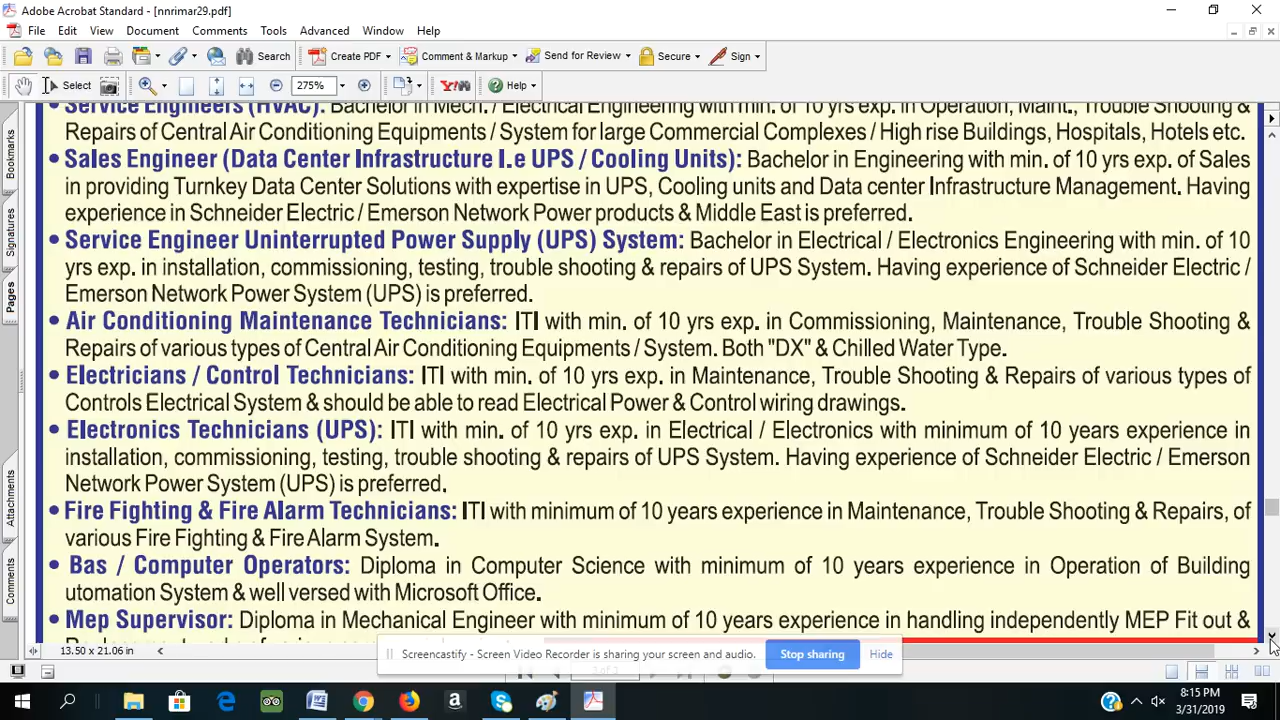 Adobe Acrobat Standard - [nnrimar29.pdf]
File Edit View Document Comments Tools Advanced Window Help
Create PDF Comment & Markup Send for Review Secure Sign
Search
Select 275% Y! Help
Service Engineers (HVAC): Bachelor in Mech. / Electrical Engineering with min. of 10 yrs exp. in Operation, Maint., Trouble Shooting &
Repairs of Central Air Conditioning Equipments / System for large Commercial Complexes / High rise Buildings, Hospitals, Hotels etc.
• Sales Engineer (Data Center Infrastructure I.e UPS / Cooling Units): Bachelor in Engineering with min. of 10 yrs exp. of Sales
in providing Turnkey Data Center Solutions with expertise in UPS, Cooling units and Data center Infrastructure Management. Having
experience in Schneider Electric / Emerson Network Power products & Middle East is preferred.
• Service Engineer Uninterrupted Power Supply (UPS) System: Bachelor in Electrical / Electronics Engineering with min. of 10
yrs exp. in installation, commissioning, testing, trouble shooting & repairs of UPS System. Having experience of Schneider Electric /
Emerson Network Power System (UPS) is preferred.
• Air Conditioning Maintenance Technicians: ITI with min. of 10 yrs exp. in Commissioning, Maintenance, Trouble Shooting &
Repairs of various types of Central Air Conditioning Equipments / System. Both "DX" & Chilled Water Type.
• Electricians / Control Technicians: ITI with min. of 10 yrs exp. in Maintenance, Trouble Shooting & Repairs of various types of
Controls Electrical System & should be able to read Electrical Power & Control wiring drawings.
• Electronics Technicians (UPS): ITI with min. of 10 yrs exp. in Electrical / Electronics with minimum of 10 years experience in
installation, commissioning, testing, trouble shooting & repairs of UPS System. Having experience of Schneider Electric / Emerson
Network Power System (UPS) is preferred.
• Fire Fighting & Fire Alarm Technicians: ITI with minimum of 10 years experience in Maintenance, Trouble Shooting & Repairs, of
various Fire Fighting & Fire Alarm System.
• Bas / Computer Operators: Diploma in Computer Science with minimum of 10 years experience in Operation of Building
utomation System & well versed with Microsoft Office.
• Mep Supervisor: Diploma in Mechanical Engineer with minimum of 10 years experience in handling independently MEP Fit out &
Bookmarks
Signatures
Pages
Attachments
Comments
13.50 x 21.06 in
Screencastify - Screen Video Recorder is sharing your screen and audio. Stop sharing Hide
8:15 PM
3/31/2019